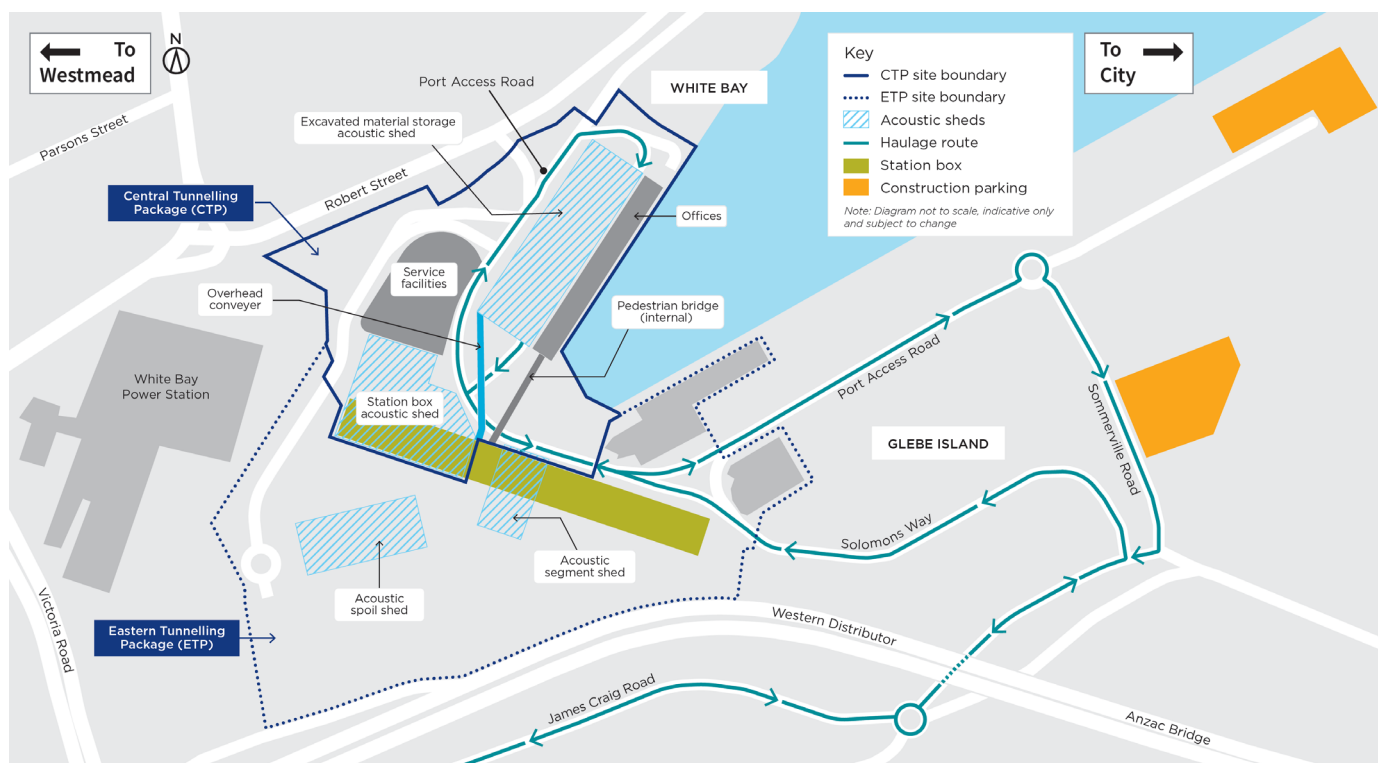 To
Westmead
N
Parsons Street
Port Access Road
WHITE BAY
Key
CTP site boundary
ETP site boundary
Acoustic sheds
Haulage route
Station box
Construction parking
Note: Diagram not to scale, indicative only
and subject to change
To
City
Excavated material storage
acoustic shed
Central Tunnelling
Package (CTP)
Robert Street
Offices
Service
facilities
Overhead
conveyer
Pedestrian bridge
(internal)
White Bay
Power Station
Station box
acoustic shed
Port Access Road
Sommerville Road
GLEBE ISLAND
Solomons Way
Acoustic
segment shed
Acoustic
spoil shed
Victoria Road
Eastern Tunnelling
Package (ETP)
Western Distributor
James Craig Road
Anzac Bridge